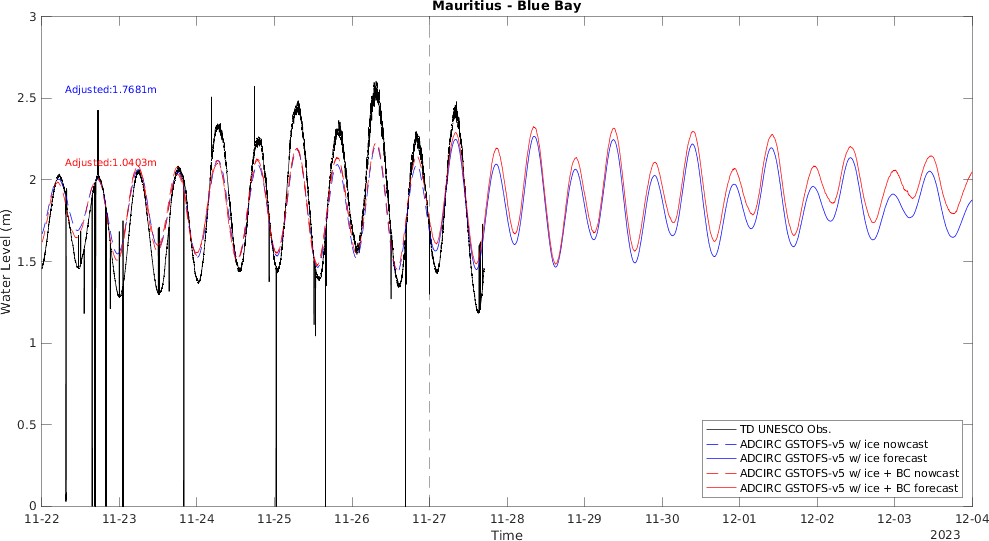 Mauritius - Blue Bay
3
2.5
2
1.5
1
0.5
0
Water Level (m)
Adjusted:1.7681m
Adjusted:1.0403m
TD UNESCO Obs.
ADCIRC GSTOFS-v5 w/ ice nowcast
ADCIRC GSTOFS-v5 w/ ice forecast
ADCIRC GSTOFS-v5 w/ ice + BC nowcast
ADCIRC GSTOFS-v5 w/ ice + BC forecast
11-22 11-23 11-24 11-25 11-26 11-27 11-28 11-29 11-30 12-01 12-02 12-03 12-04
Time
2023